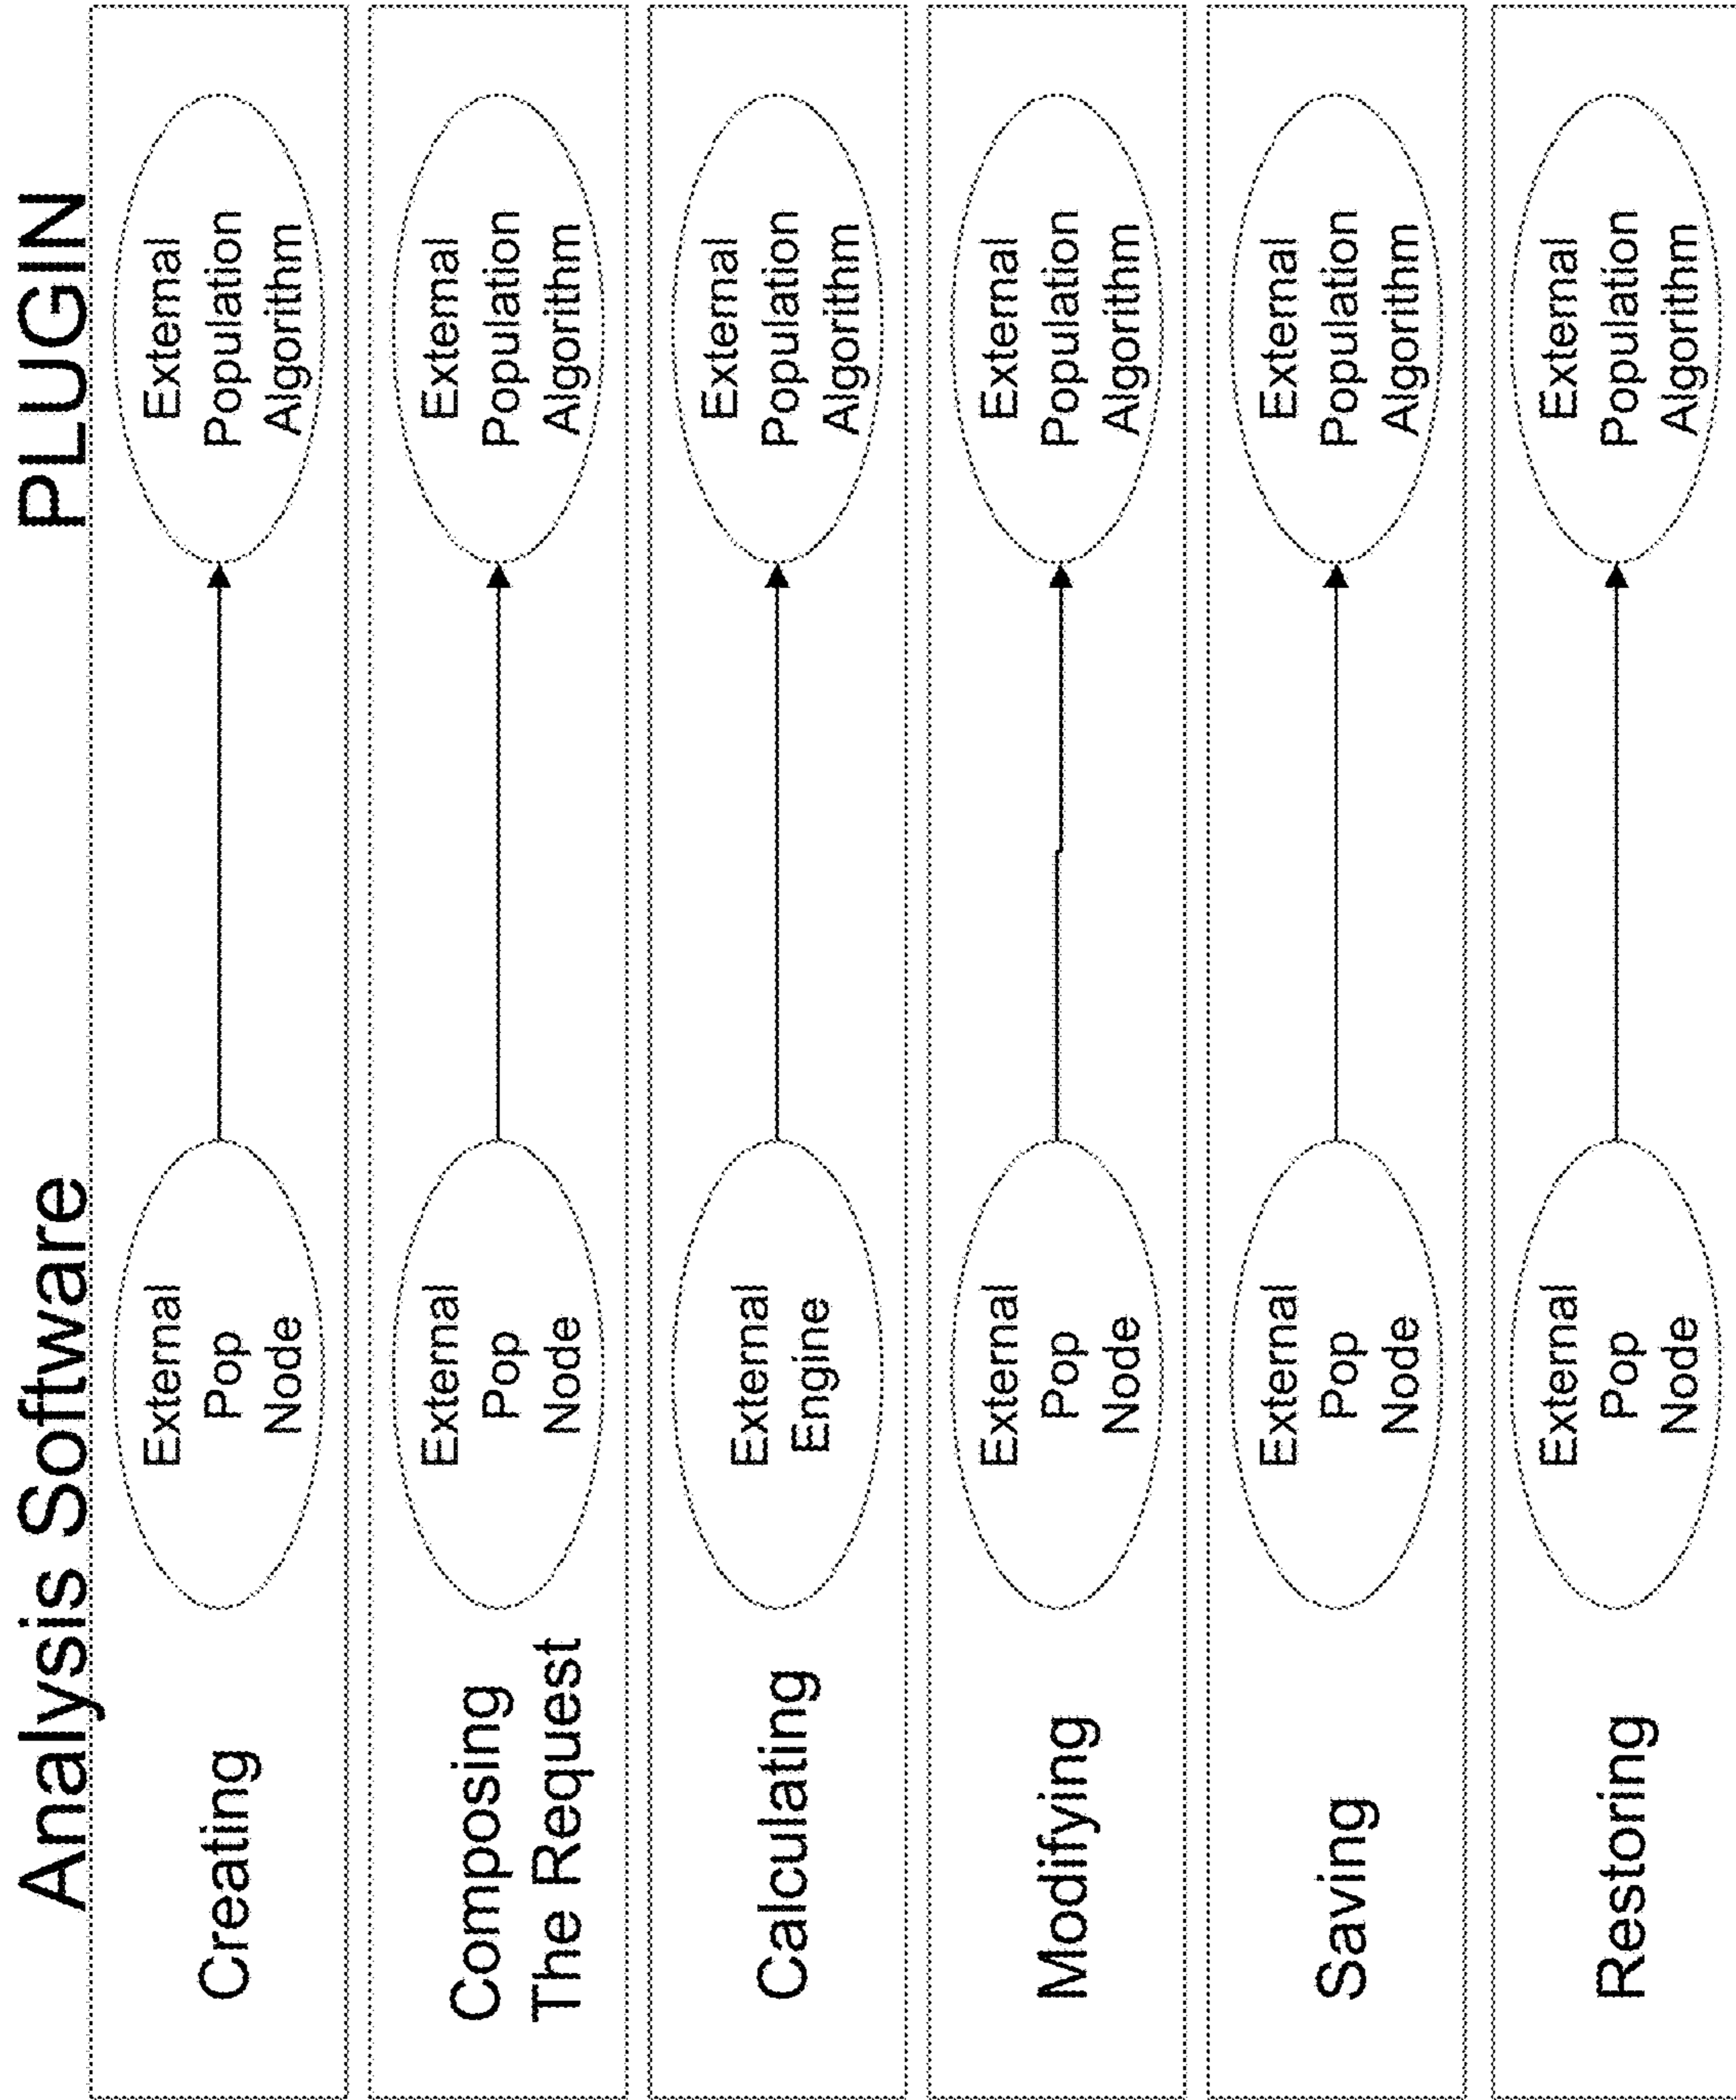 Analysis Software
PLUGIN
Creating
External
Pop
Node
External
Population
Algorithm
Composing
The Request
External
Pop
Node
External
Population
Algorithm
Calculating
External
Engine
External
Population
Algorithm
Modifying
External
Pop
Node
External
Population
Algorithm
Saving
External
Pop
Node
External
Population
Algorithm
Restoring
External
Pop
Node
External
Population
Algorithm